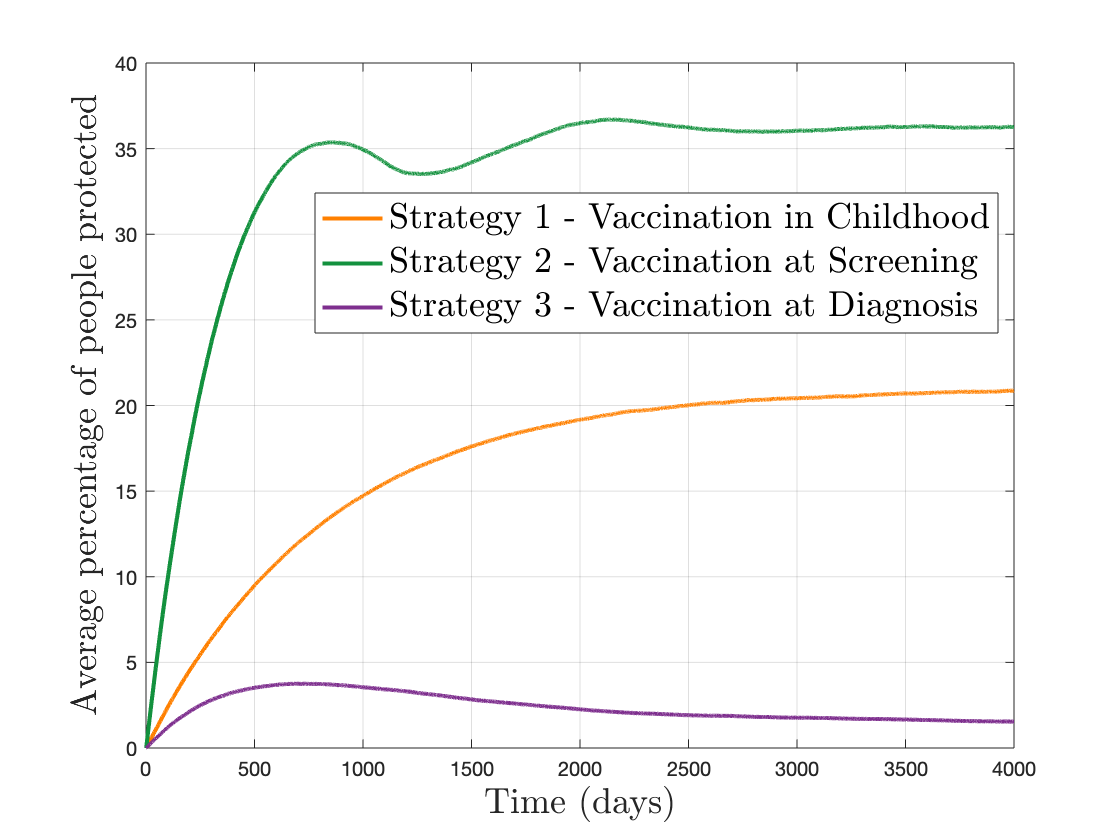 Average percentage of people protected
40
35
30
25
20
15
10
5
0
Strategy 1 - Vaccination in Childhood
Strategy 2 - Vaccination at Screening
Strategy 3 - Vaccination at Diagnosis
0 500 1000 1500 2000 2500 3000 3500 4000
Time (days)